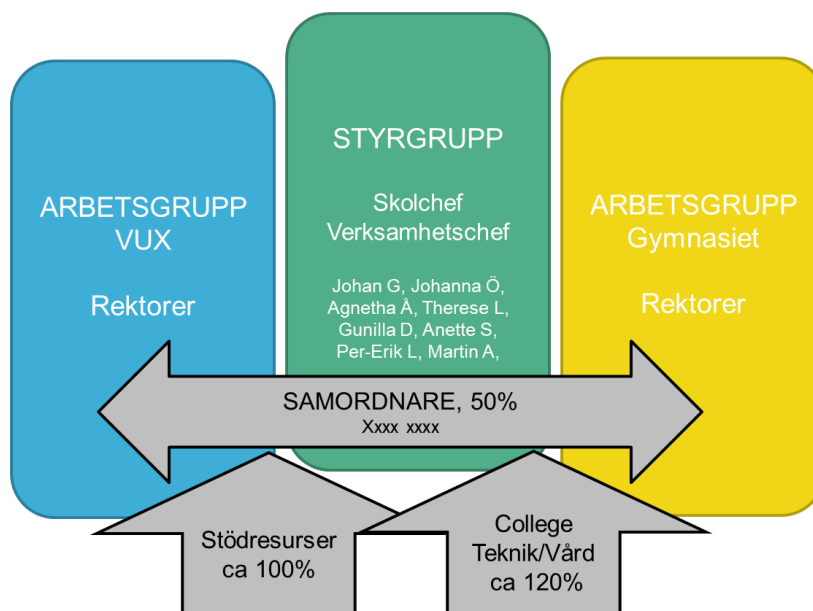 ARBETSGRUPP
VUX
Rektorer
STYRGRUPP
Skolchef
Verksamhetschef
Johan G, Johanna Ö,
Agnetha Å, Therese L,
Gunilla D, Anette S,
Per-Erik L, Martin A,
ARBETSGRUPP
Gymnasiet
Rektorer
SAMORDNARE, 50%
Xxxx xxxx
Stödresurser
ca 100%
College
Teknik/Vård
ca 120%